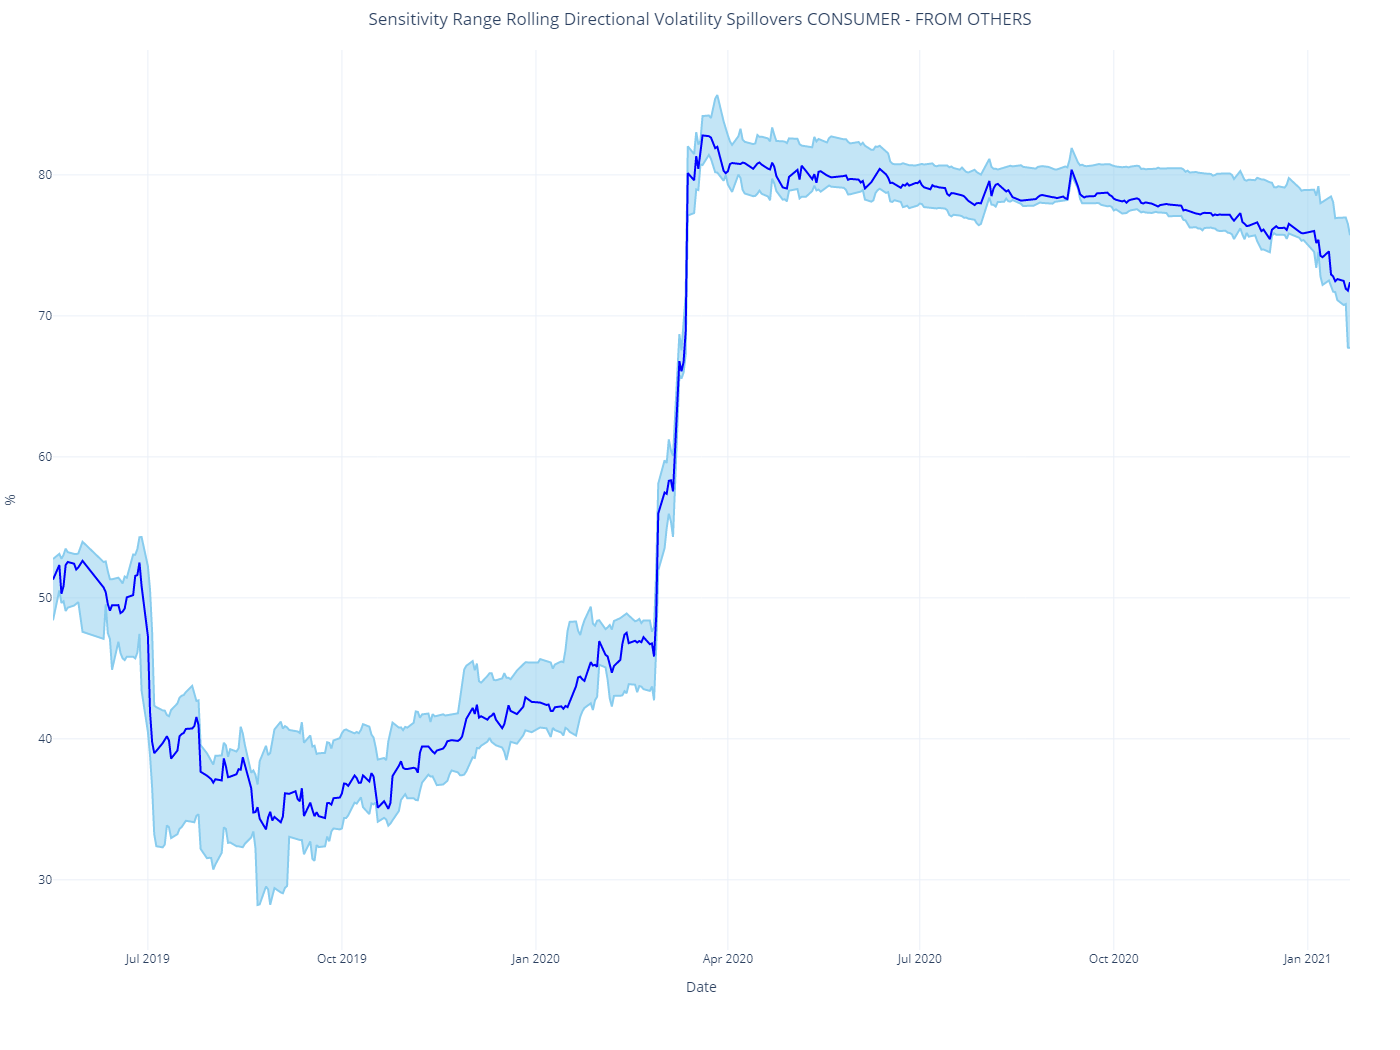 Sensitivity Range Rolling Directional Volatility Spillovers CONSUMER - FROM OTHERS
80
70
60
50
40
30
%
Jul 2019
Oct 2019
Jan 2020
Apr 2020
Jul 2020
Oct 2020
Jan 2021
Date